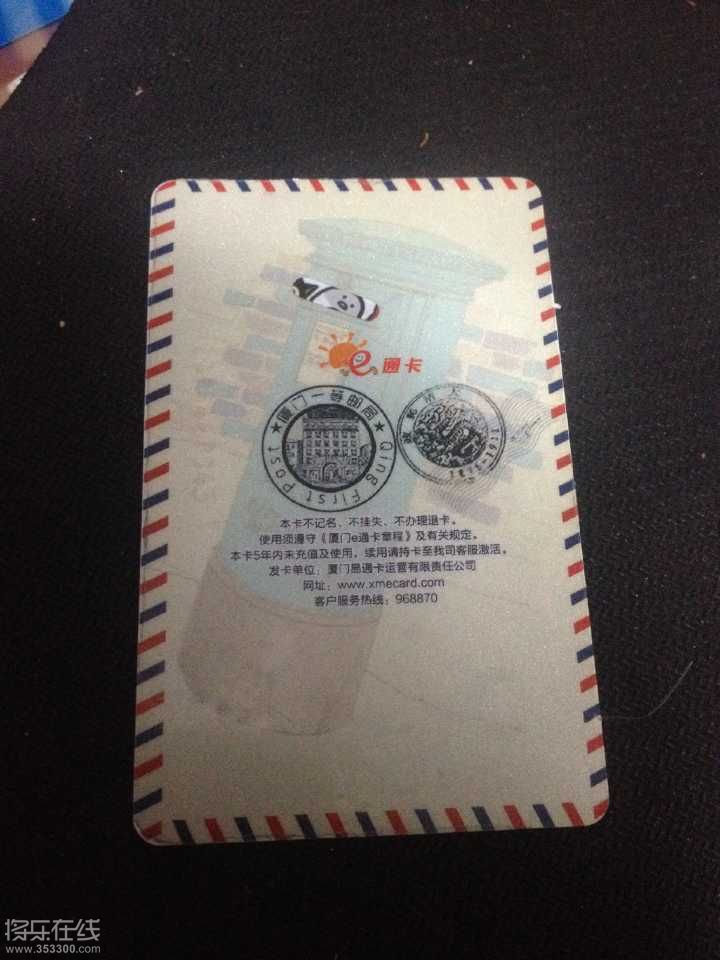 e通卡
厦门一等邮局
Qing First Post
本卡不记名、不挂失、不办理退卡。
使用须遵守《厦门e通卡章程》及有关规定。
本卡5年内未充值及使用，续用请持卡至我司客服激活。
发卡单位：厦门易通卡运营有限责任公司
网址：www.xmecard.com
客户服务热线：968870
将乐在线
www.353300.com